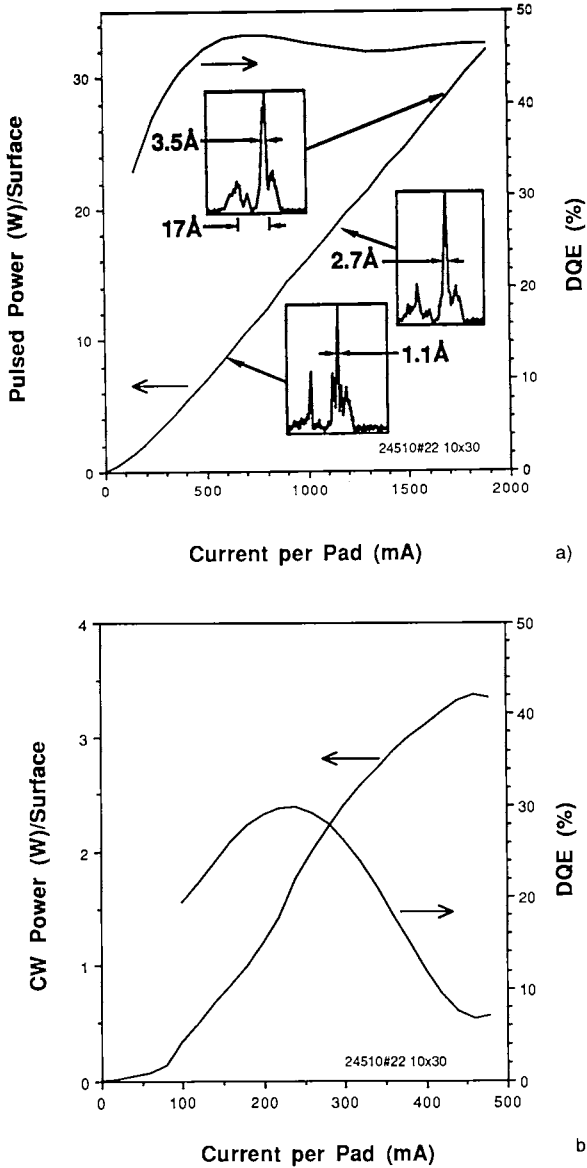 50
40
30
20
10
0
DQE (%)
30
20
10
0
Pulsed Power (W)/Surface
3.5Å
17Å
2.7Å
1.1Å
24510#22 10x30
0 500 1000 1500 2000
Current per Pad (mA)
a)
4
3
2
1
0
CW Power (W)/Surface
50
40
30
20
10
0
DQE (%)
24510#22 10x30
0 100 200 300 400 500
Current per Pad (mA)
b